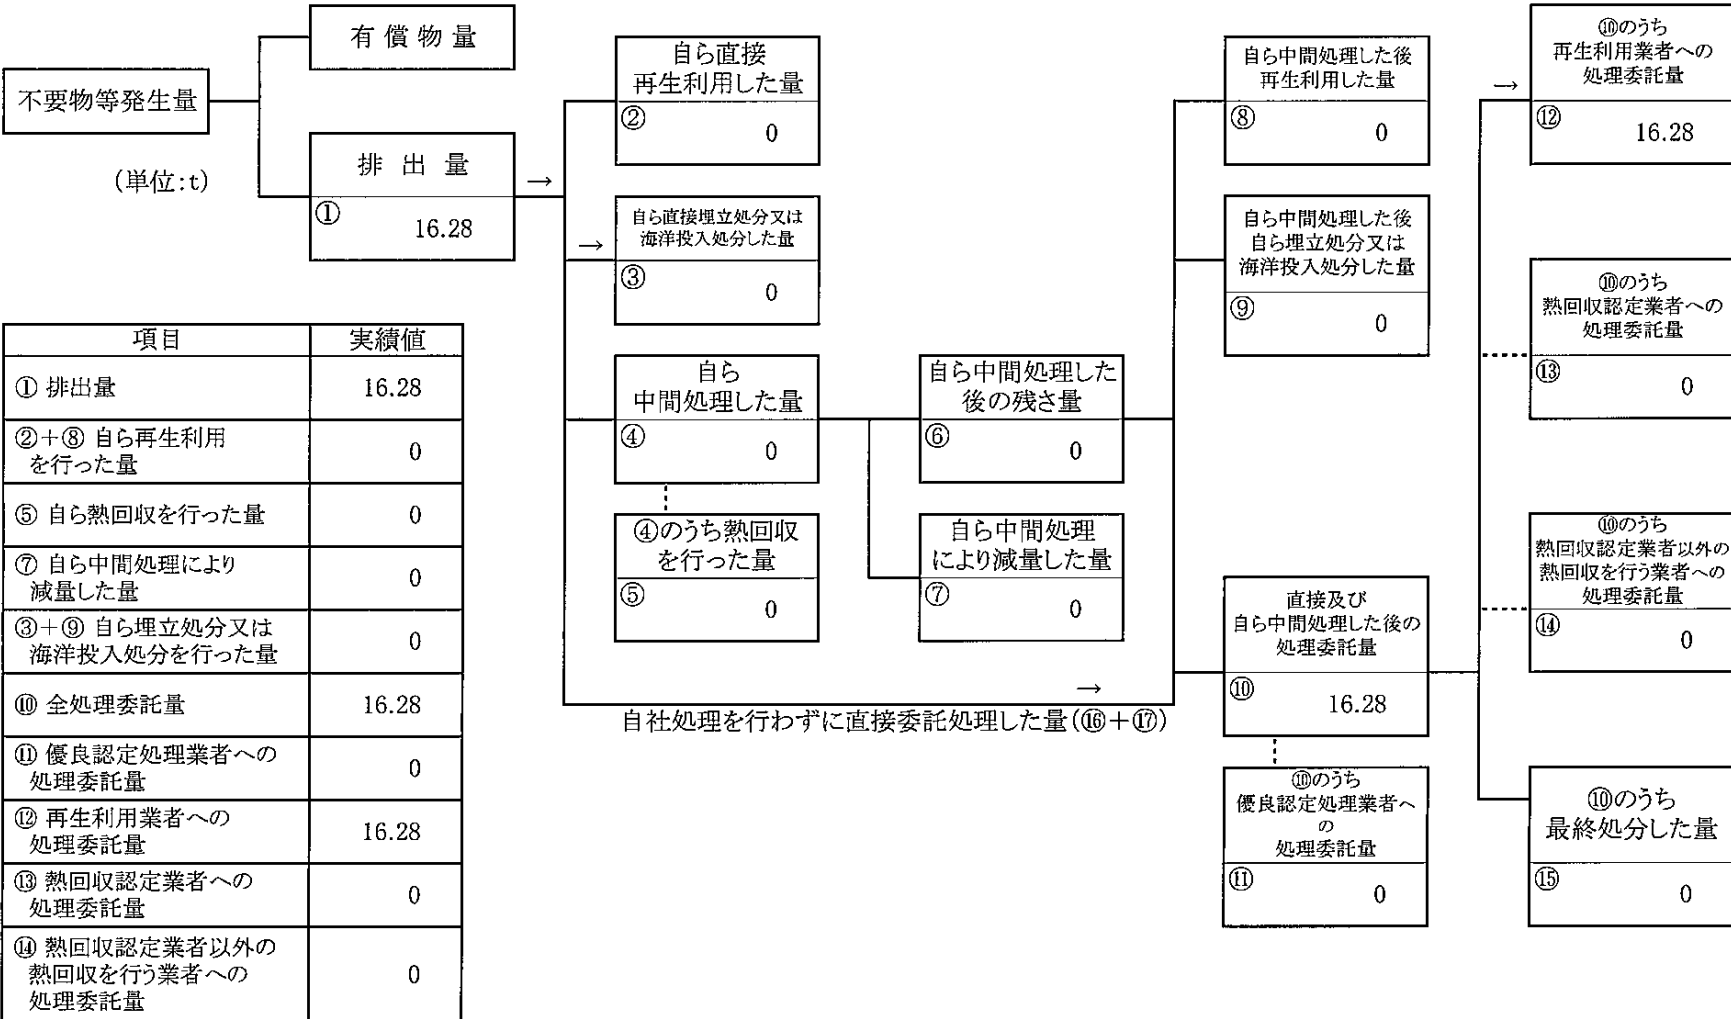 不要物等発生量
(単位:t)
有償物量
排出量
①
16.28
→
自ら直接
再生利用した量
②
0
→
自ら直接埋立処分又は
海洋投入処分した量
③
0
自ら
中間処理した量
④
0
④のうち熱回収
を行った量
⑤
0
自ら中間処理した
後の残さ量
⑥
0
自ら中間処理
により減量した量
⑦
0
→
自社処理を行わずに直接委託処理した量(⑯+⑰)
自ら中間処理した後
再生利用した量
⑧
0
自ら中間処理した後
自ら埋立処分又は
海洋投入処分した量
⑨
0
直接及び
自ら中間処理した後の
処理委託量
⑩
16.28
⑩のうち
優良認定処理業者へ
の
処理委託量
⑪
0
→
⑩のうち
再生利用業者への
処理委託量
⑫
16.28
⑩のうち
熱回収認定業者への
処理委託量
⑬
0
⑩のうち
熱回収認定業者以外の
熱回収を行う業者への
処理委託量
⑭
0
⑩のうち
最終処分した量
⑮
0
項目 実績値
① 排出量 16.28
②+⑧ 自ら再生利用
を行った量 0
⑤ 自ら熱回収を行った量 0
⑦ 自ら中間処理により
減量した量 0
③+⑨ 自ら埋立処分又は
海洋投入処分を行った量 0
⑩ 全処理委託量 16.28
⑪ 優良認定処理業者への
処理委託量 0
⑫ 再生利用業者への
処理委託量 16.28
⑬ 熱回収認定業者への
処理委託量 0
⑭ 熱回収認定業者以外の
熱回収を行う業者への
処理委託量 0